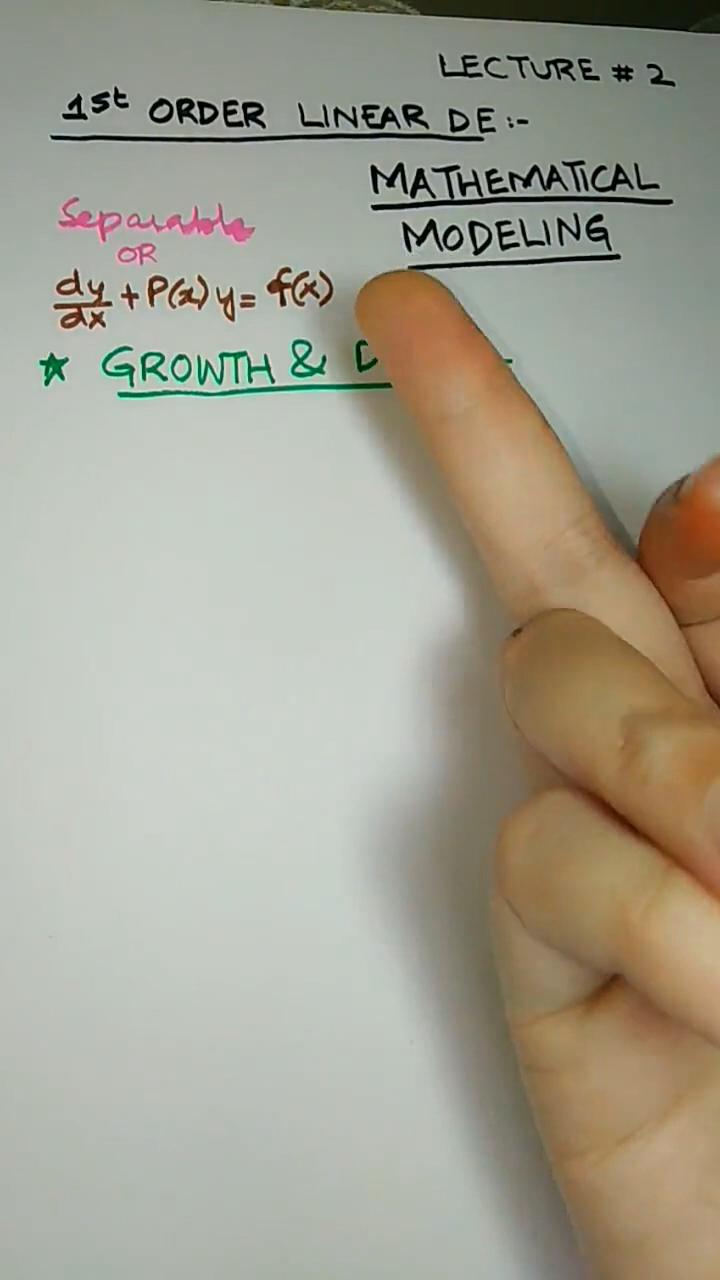 LECTURE # 2
1st ORDER LINEAR DE :-
MATHEMATICAL
MODELING
Separable
OR
dy/dx + P(x) y = f(x)
★ GROWTH &